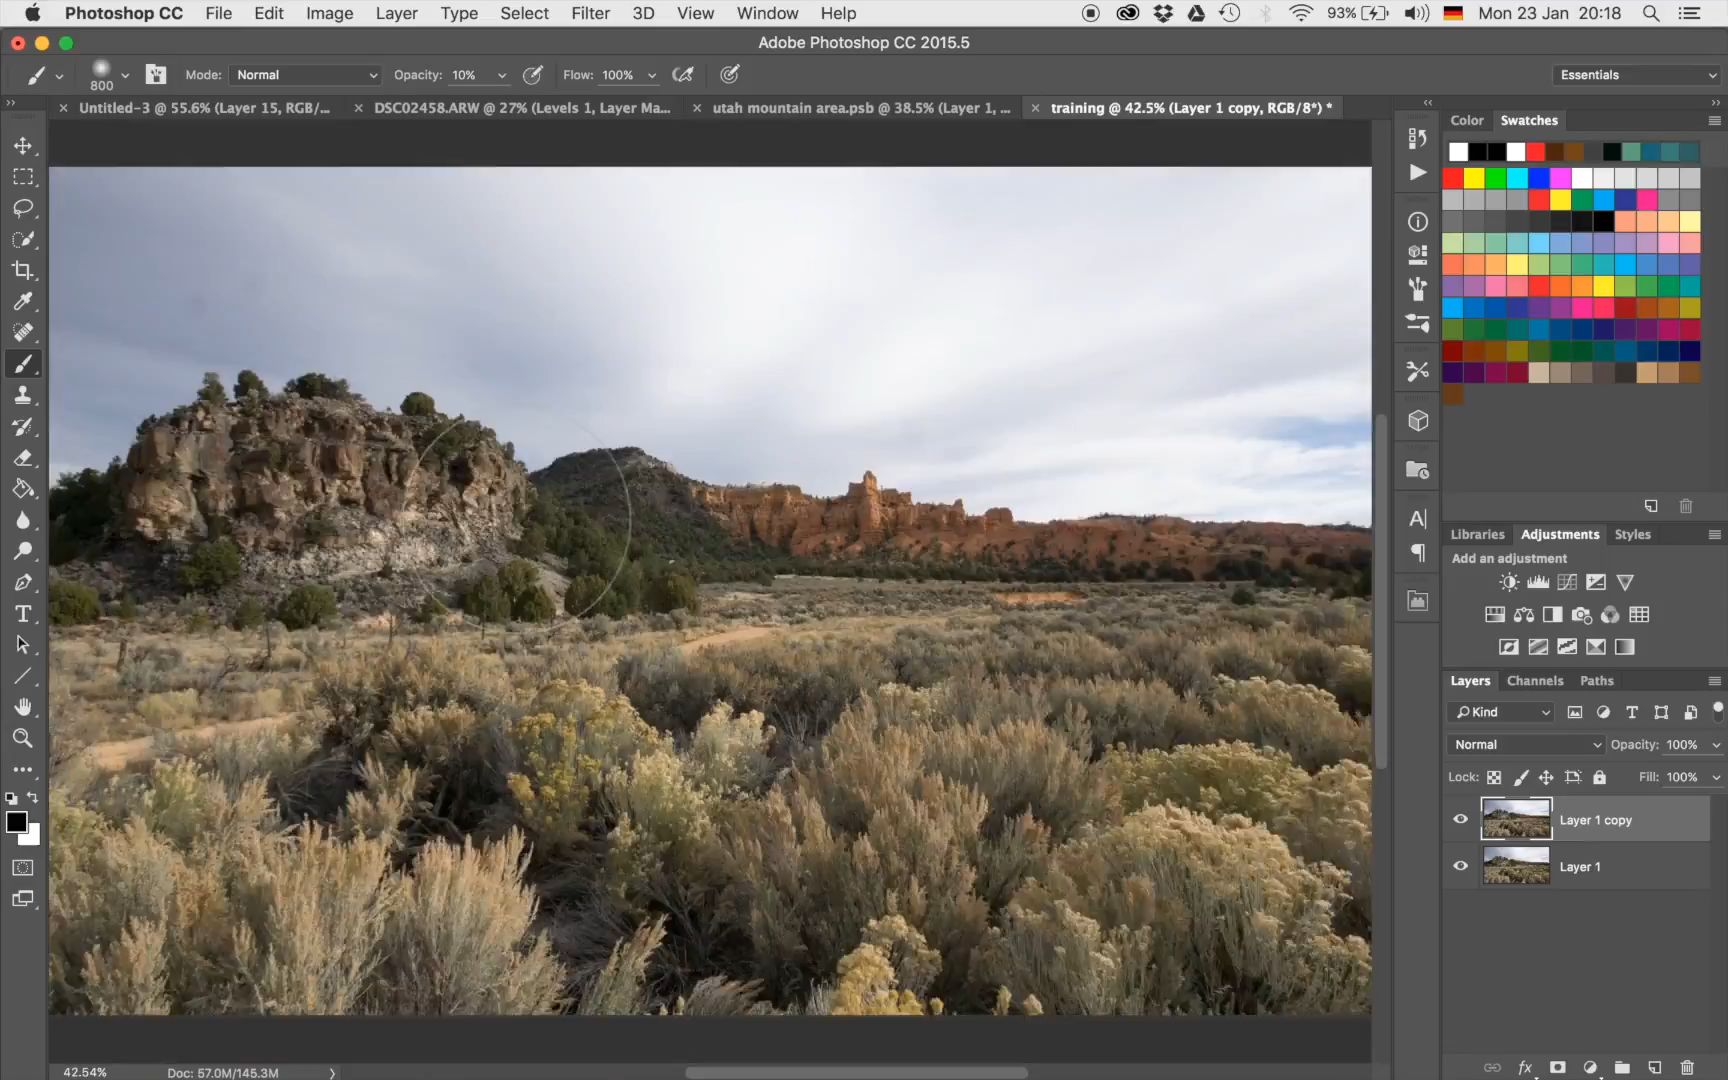 Photoshop CC File Edit Image Layer Type Select Filter 3D View Window Help 93% Mon 23 Jan 20:18
Adobe Photoshop CC 2015.5
800 Mode: Normal Opacity: 10% Flow: 100% Essentials
Untitled-3 @ 55.6% (Layer 15, RGB/... DSC02458.ARW @ 27% (Levels 1, Layer Ma... utah mountain area.psb @ 38.5% (Layer 1, ... training @ 42.5% (Layer 1 copy, RGB/8*) *
Color Swatches
Libraries Adjustments Styles
Add an adjustment
Layers Channels Paths
Kind
Normal Opacity: 100%
Lock: Fill: 100%
Layer 1 copy
Layer 1
42.54% Doc: 57.0M/145.3M